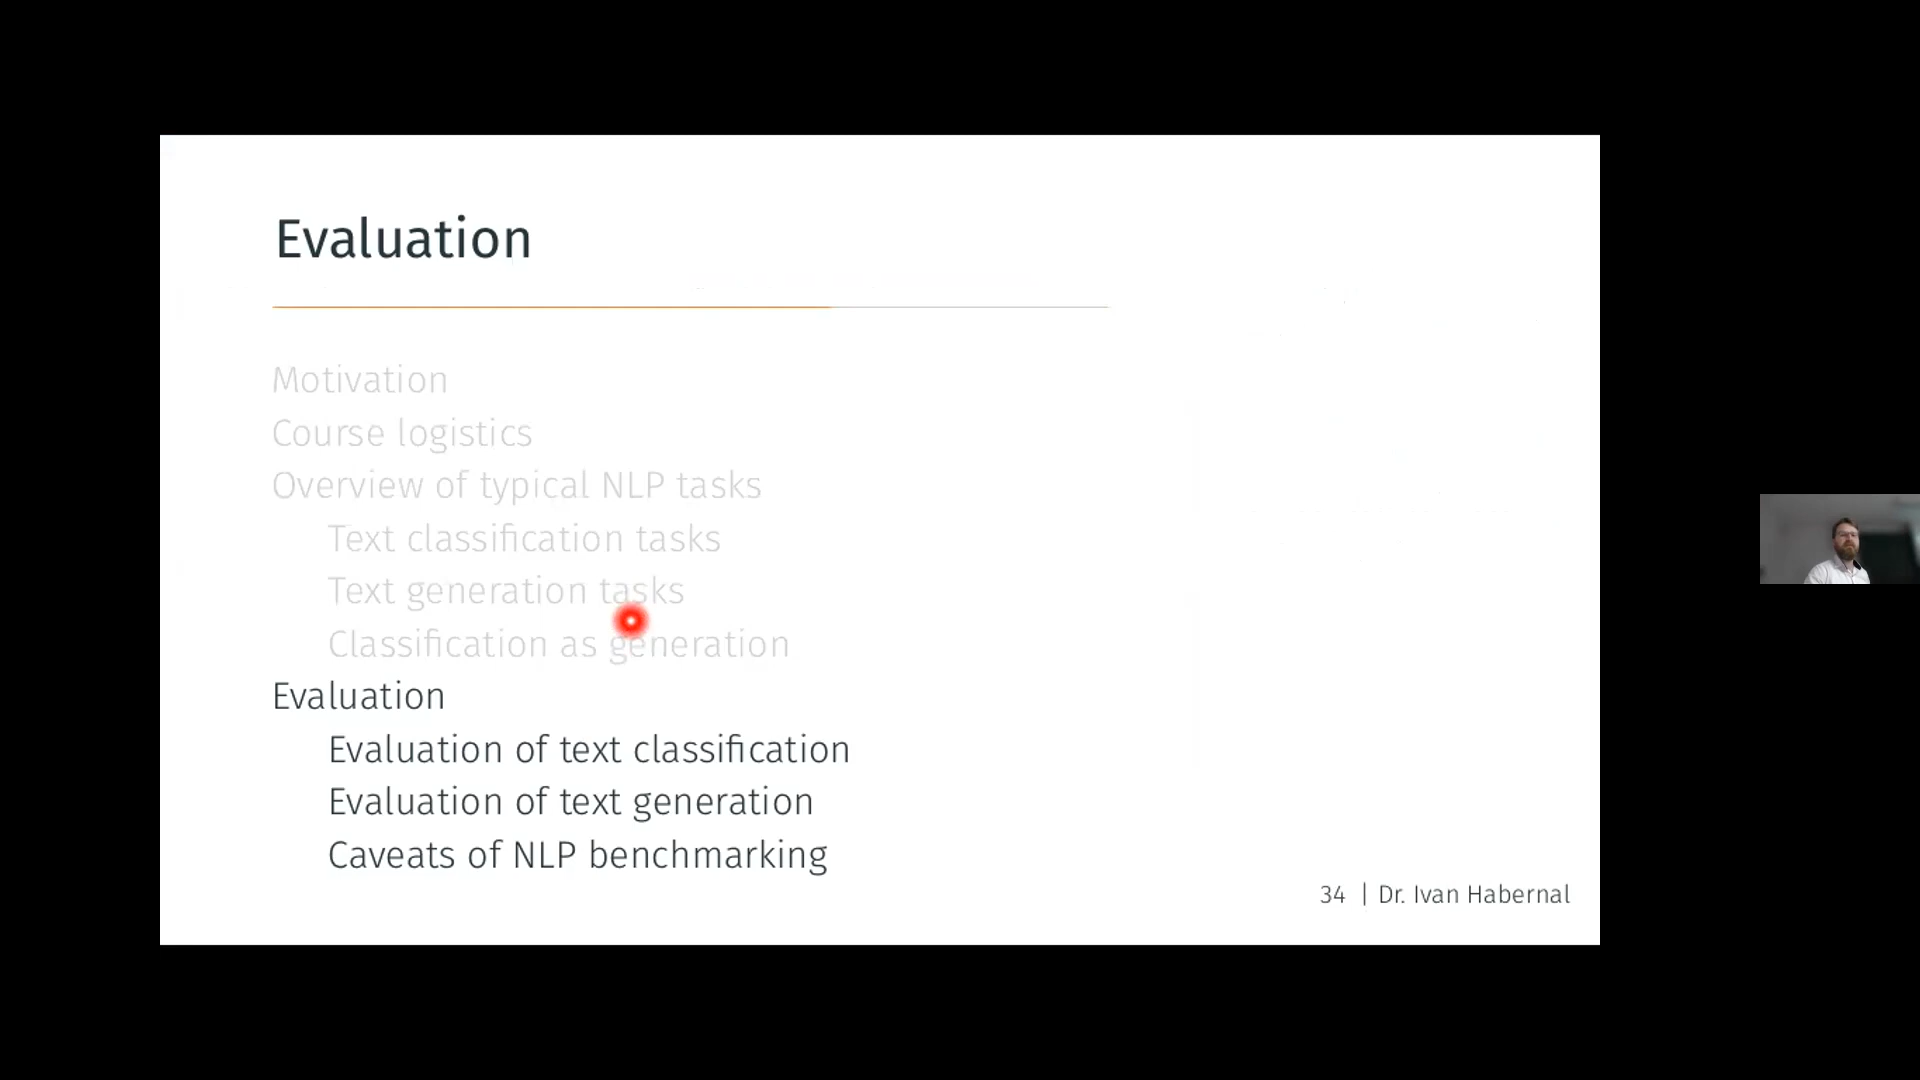 Evaluation
Motivation
Course logistics
Overview of typical NLP tasks
Text classification tasks
Text generation tasks
Classification as generation
Evaluation
Evaluation of text classification
Evaluation of text generation
Caveats of NLP benchmarking
34 | Dr. Ivan Habernal